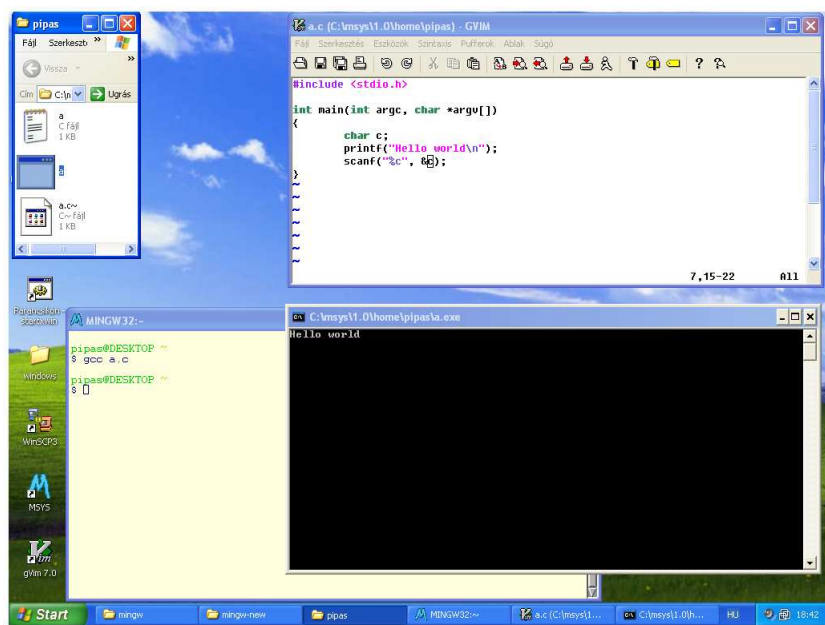 pipas
Fájl Szerkeszté »
Vissza »
Cím C:\n Ugrás
a
C fájl
1 KB
a
a.c~
C~ fájl
1 KB
a.c (C:\msys\1.0\home\pipas) - GVIM
Fájl Szerkesztés Eszközök Szintaxis Pufferek Ablak Súgó
#include <stdio.h>
int main(int argc, char *argv[])
{
char c;
printf("Hello world\n");
scanf("%c", &c);
}
~
~
~
~
~
~
7,15-22 All
Parancsikon -
startxwin
windows
WinSCP3
MSYS
gVim 7.0
MINGW32:~
pipas@DESKTOP ~
$ gcc a.c
pipas@DESKTOP ~
$
C:\msys\1.0\home\pipas\a.exe
Hello world
Start mingw mingw-new pipas MINGW32:~ a.c (C:\msys\1... C:\msys\1.0\h... HU 18:42